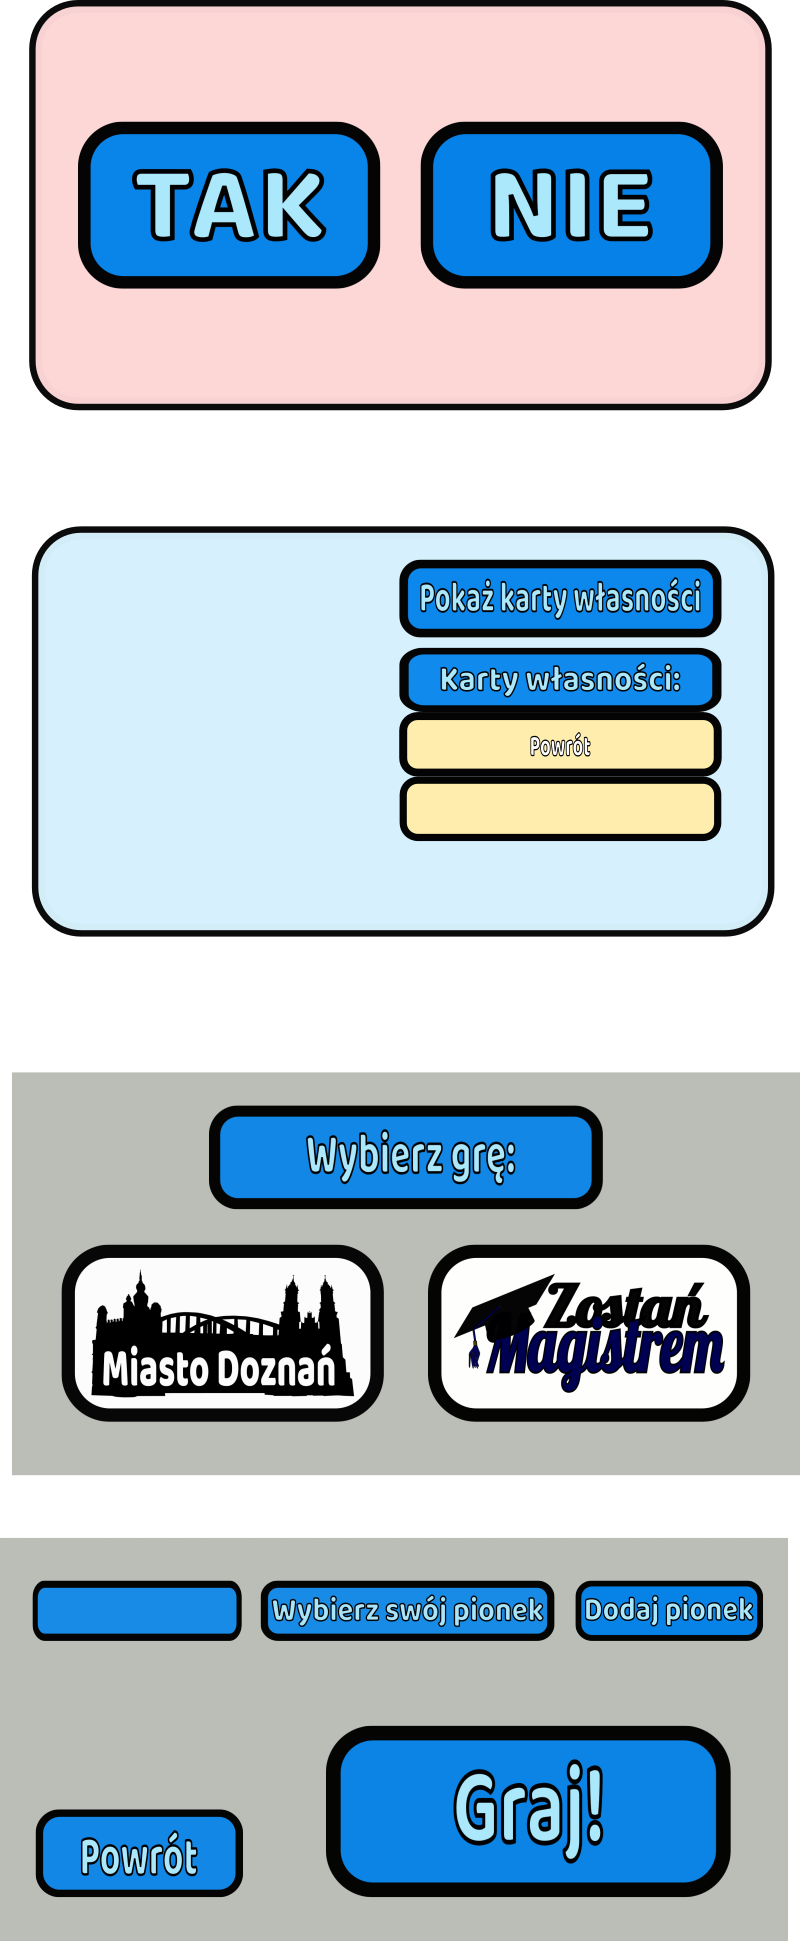 TAK NIE
Pokaż karty własności
Karty własności:
Powrót
Wybierz grę:
Miasto Doznań
Zostań
Magistrem
Wybierz swój pionek Dodaj pionek
Graj!
Powrót